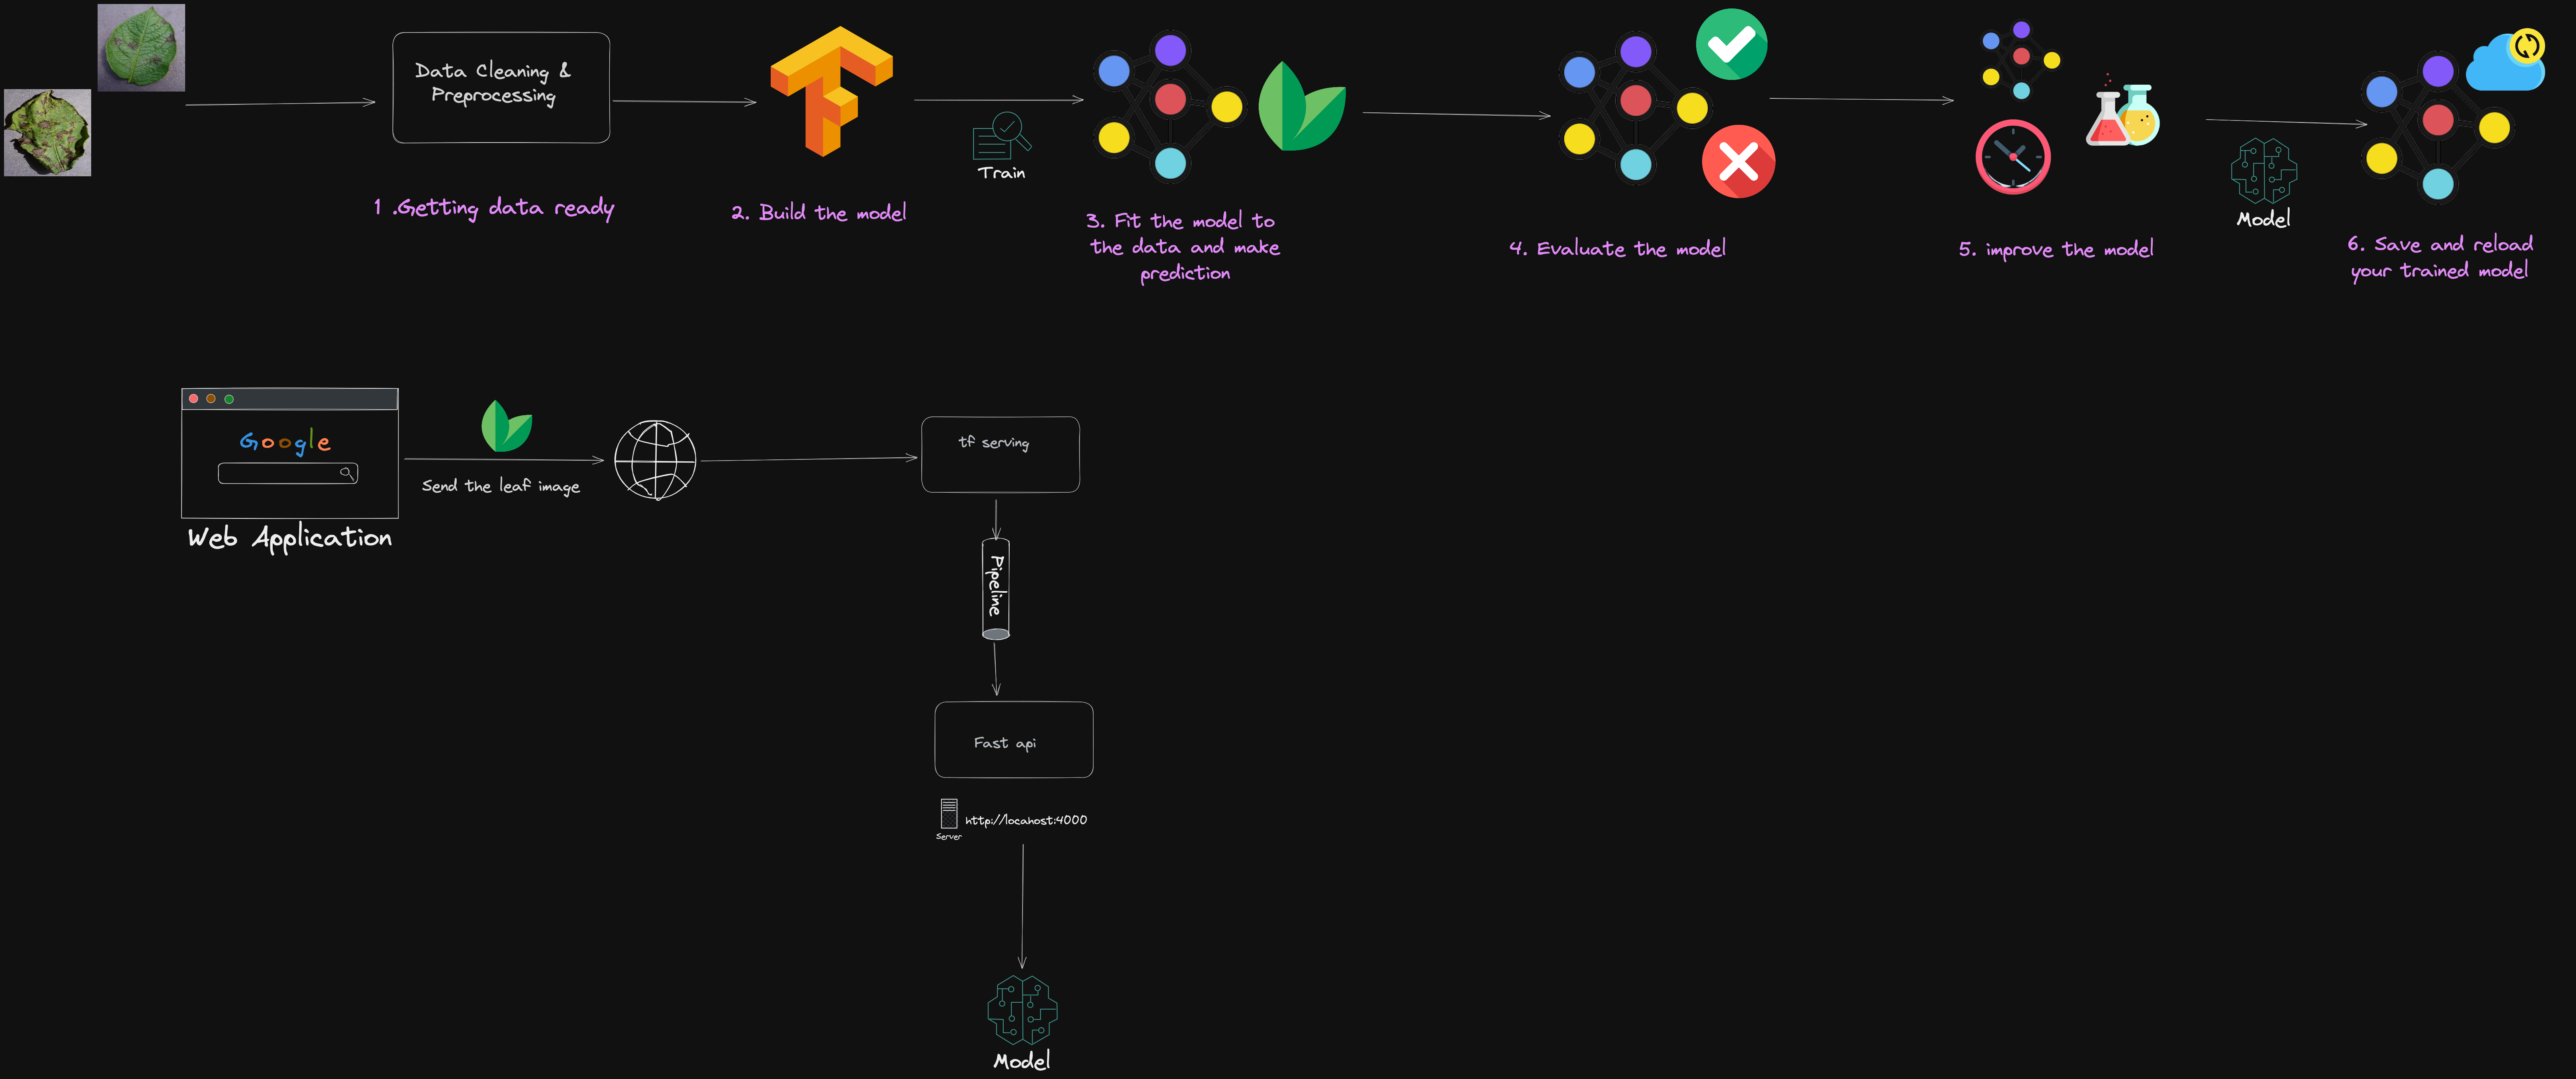 Data Cleaning &
Preprocessing
Train
1 .Getting data ready
2. Build the model
3. Fit the model to
the data and make
prediction
4. Evaluate the model
5. improve the model
Model
6. Save and reload
your trained model
Google
Web Application
Send the leaf image
tf serving
Pipeline
Fast api
Server
http://locahost:4000
Model